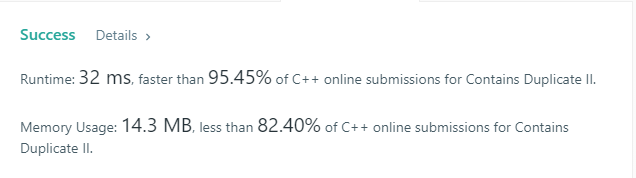 Success Details >
Runtime: 32 ms, faster than 95.45% of C++ online submissions for Contains Duplicate II.
Memory Usage: 14.3 MB, less than 82.40% of C++ online submissions for Contains
Duplicate II.